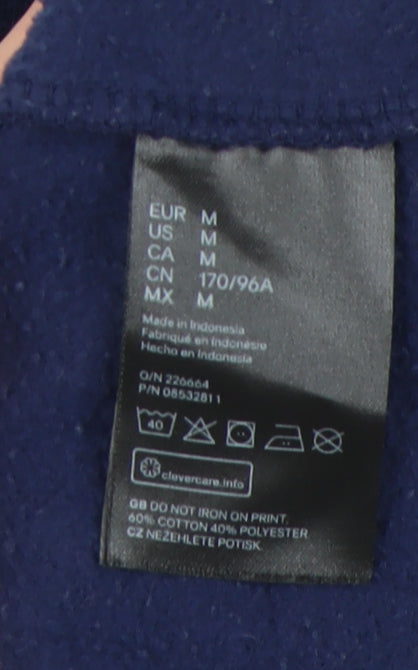 EUR M
US M
CA M
CN 170/96A
MX M
Made in Indonesia
Fabriqué en Indonésie
Hecho en Indonesia
O/N 226664
P/N 08532811
40
clevercare.info
GB DO NOT IRON ON PRINT.
60% COTTON 40% POLYESTER
CZ NEŽEHLETE POTISK.